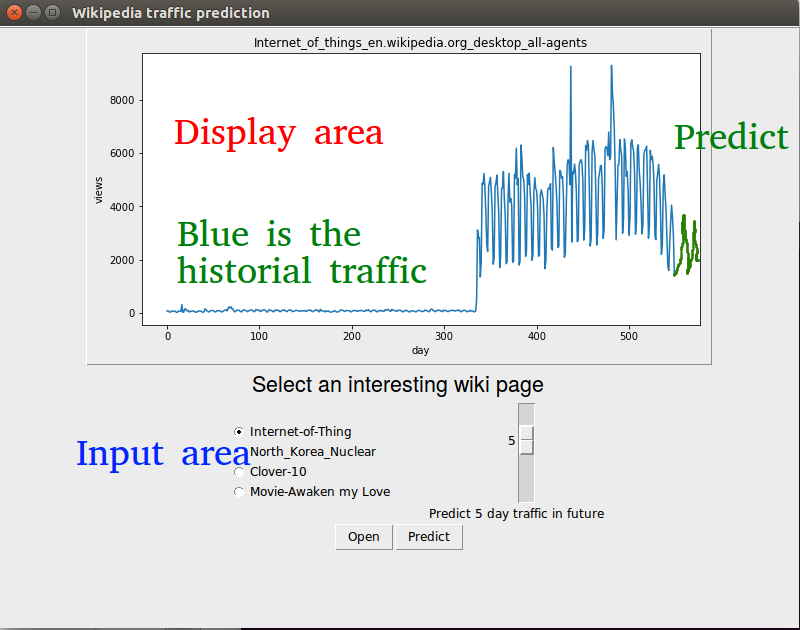 Wikipedia traffic prediction
Internet_of_things_en.wikipedia.org_desktop_all-agents
8000
6000
4000
2000
0
views
Display area
Predict
Blue is the
historial traffic
0 100 200 300 400 500
day
Select an interesting wiki page
Input area
Internet-of-Thing
North_Korea_Nuclear
Clover-10
Movie-Awaken my Love
5
Predict 5 day traffic in future
Open Predict